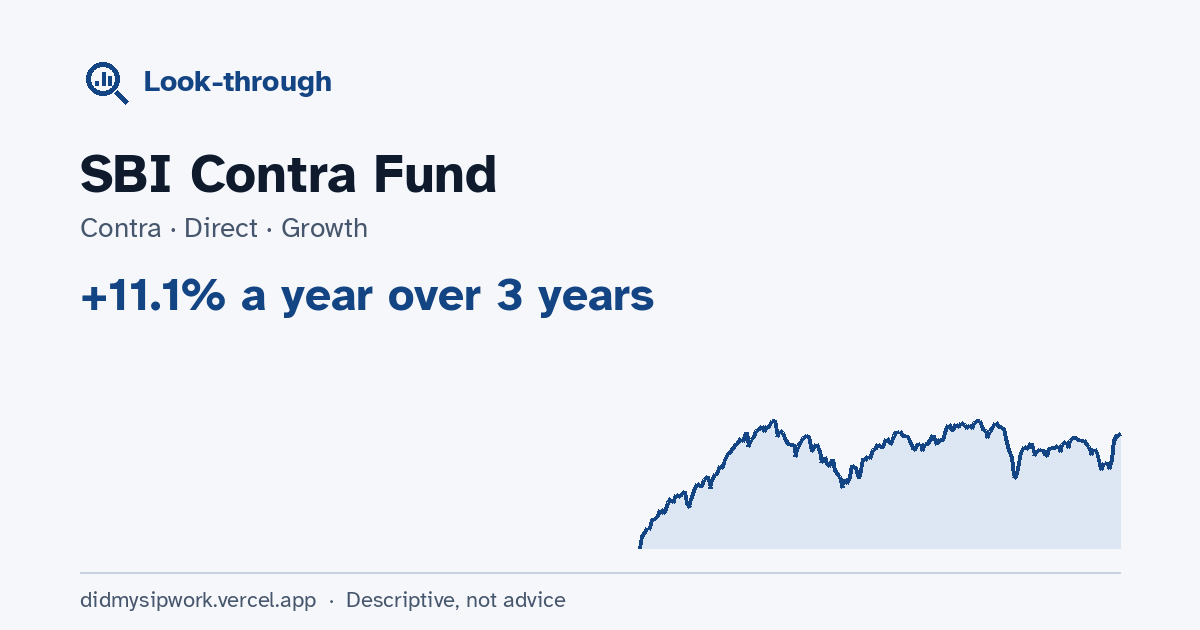 Look-through
SBI Contra Fund
Contra · Direct · Growth
+11.1% a year over 3 years
didmysipwork.vercel.app · Descriptive, not advice